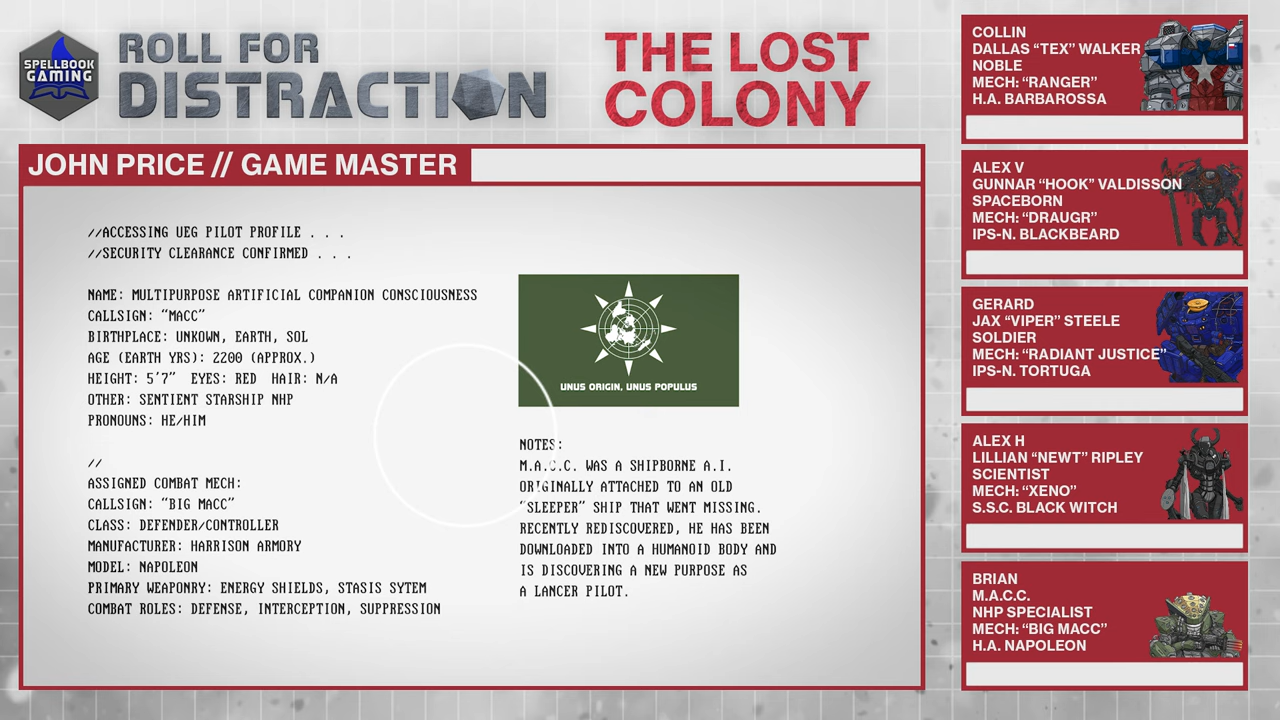 SPELLBOOK
GAMING
ROLL FOR
DISTRACTION
THE LOST
COLONY
JOHN PRICE // GAME MASTER
//ACCESSING UEG PILOT PROFILE . . .
//SECURITY CLEARANCE CONFIRMED . . .
NAME: MULTIPURPOSE ARTIFICIAL COMPANION CONSCIOUSNESS
CALLSIGN: “MACC”
BIRTHPLACE: UNKOWN, EARTH, SOL
AGE (EARTH YRS): 2200 (APPROX.)
HEIGHT: 5’7” EYES: RED HAIR: N/A
OTHER: SENTIENT STARSHIP NHP
PRONOUNS: HE/HIM
//
ASSIGNED COMBAT MECH:
CALLSIGN: “BIG MACC”
CLASS: DEFENDER/CONTROLLER
MANUFACTURER: HARRISON ARMORY
MODEL: NAPOLEON
PRIMARY WEAPONRY: ENERGY SHIELDS, STASIS SYTEM
COMBAT ROLES: DEFENSE, INTERCEPTION, SUPPRESSION
UNUS ORIGIN, UNUS POPULUS
NOTES:
M.A.C.C. WAS A SHIPBORNE A.I.
ORIGINALLY ATTACHED TO AN OLD
“SLEEPER” SHIP THAT WENT MISSING.
RECENTLY REDISCOVERED, HE HAS BEEN
DOWNLOADED INTO A HUMANOID BODY AND
IS DISCOVERING A NEW PURPOSE AS
A LANCER PILOT.
COLLIN
DALLAS “TEX” WALKER
NOBLE
MECH: “RANGER”
H.A. BARBAROSSA
ALEX V
GUNNAR “HOOK” VALDISSON
SPACEBORN
MECH: “DRAUGR”
IPS-N. BLACKBEARD
GERARD
JAX “VIPER” STEELE
SOLDIER
MECH: “RADIANT JUSTICE”
IPS-N. TORTUGA
ALEX H
LILLIAN “NEWT” RIPLEY
SCIENTIST
MECH: “XENO”
S.S.C. BLACK WITCH
BRIAN
M.A.C.C.
NHP SPECIALIST
MECH: “BIG MACC”
H.A. NAPOLEON